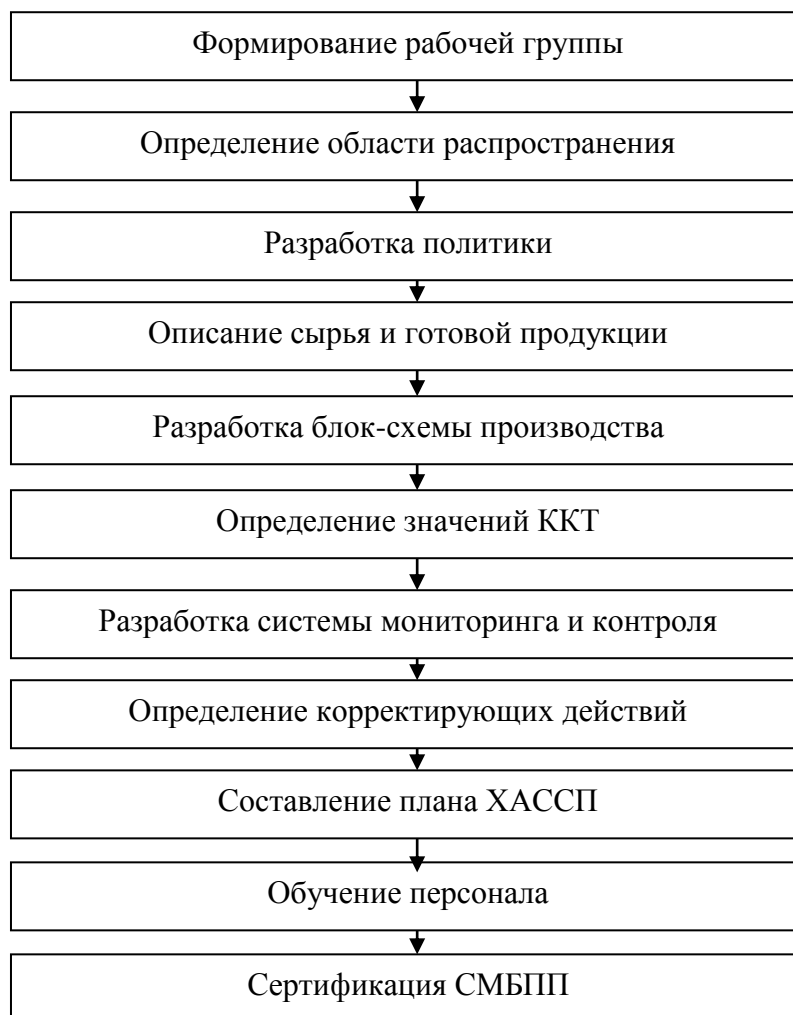 Формирование рабочей группы
Определение области распространения
Разработка политики
Описание сырья и готовой продукции
Разработка блок-схемы производства
Определение значений ККТ
Разработка системы мониторинга и контроля
Определение корректирующих действий
Составление плана ХАССП
Обучение персонала
Сертификация СМБПП